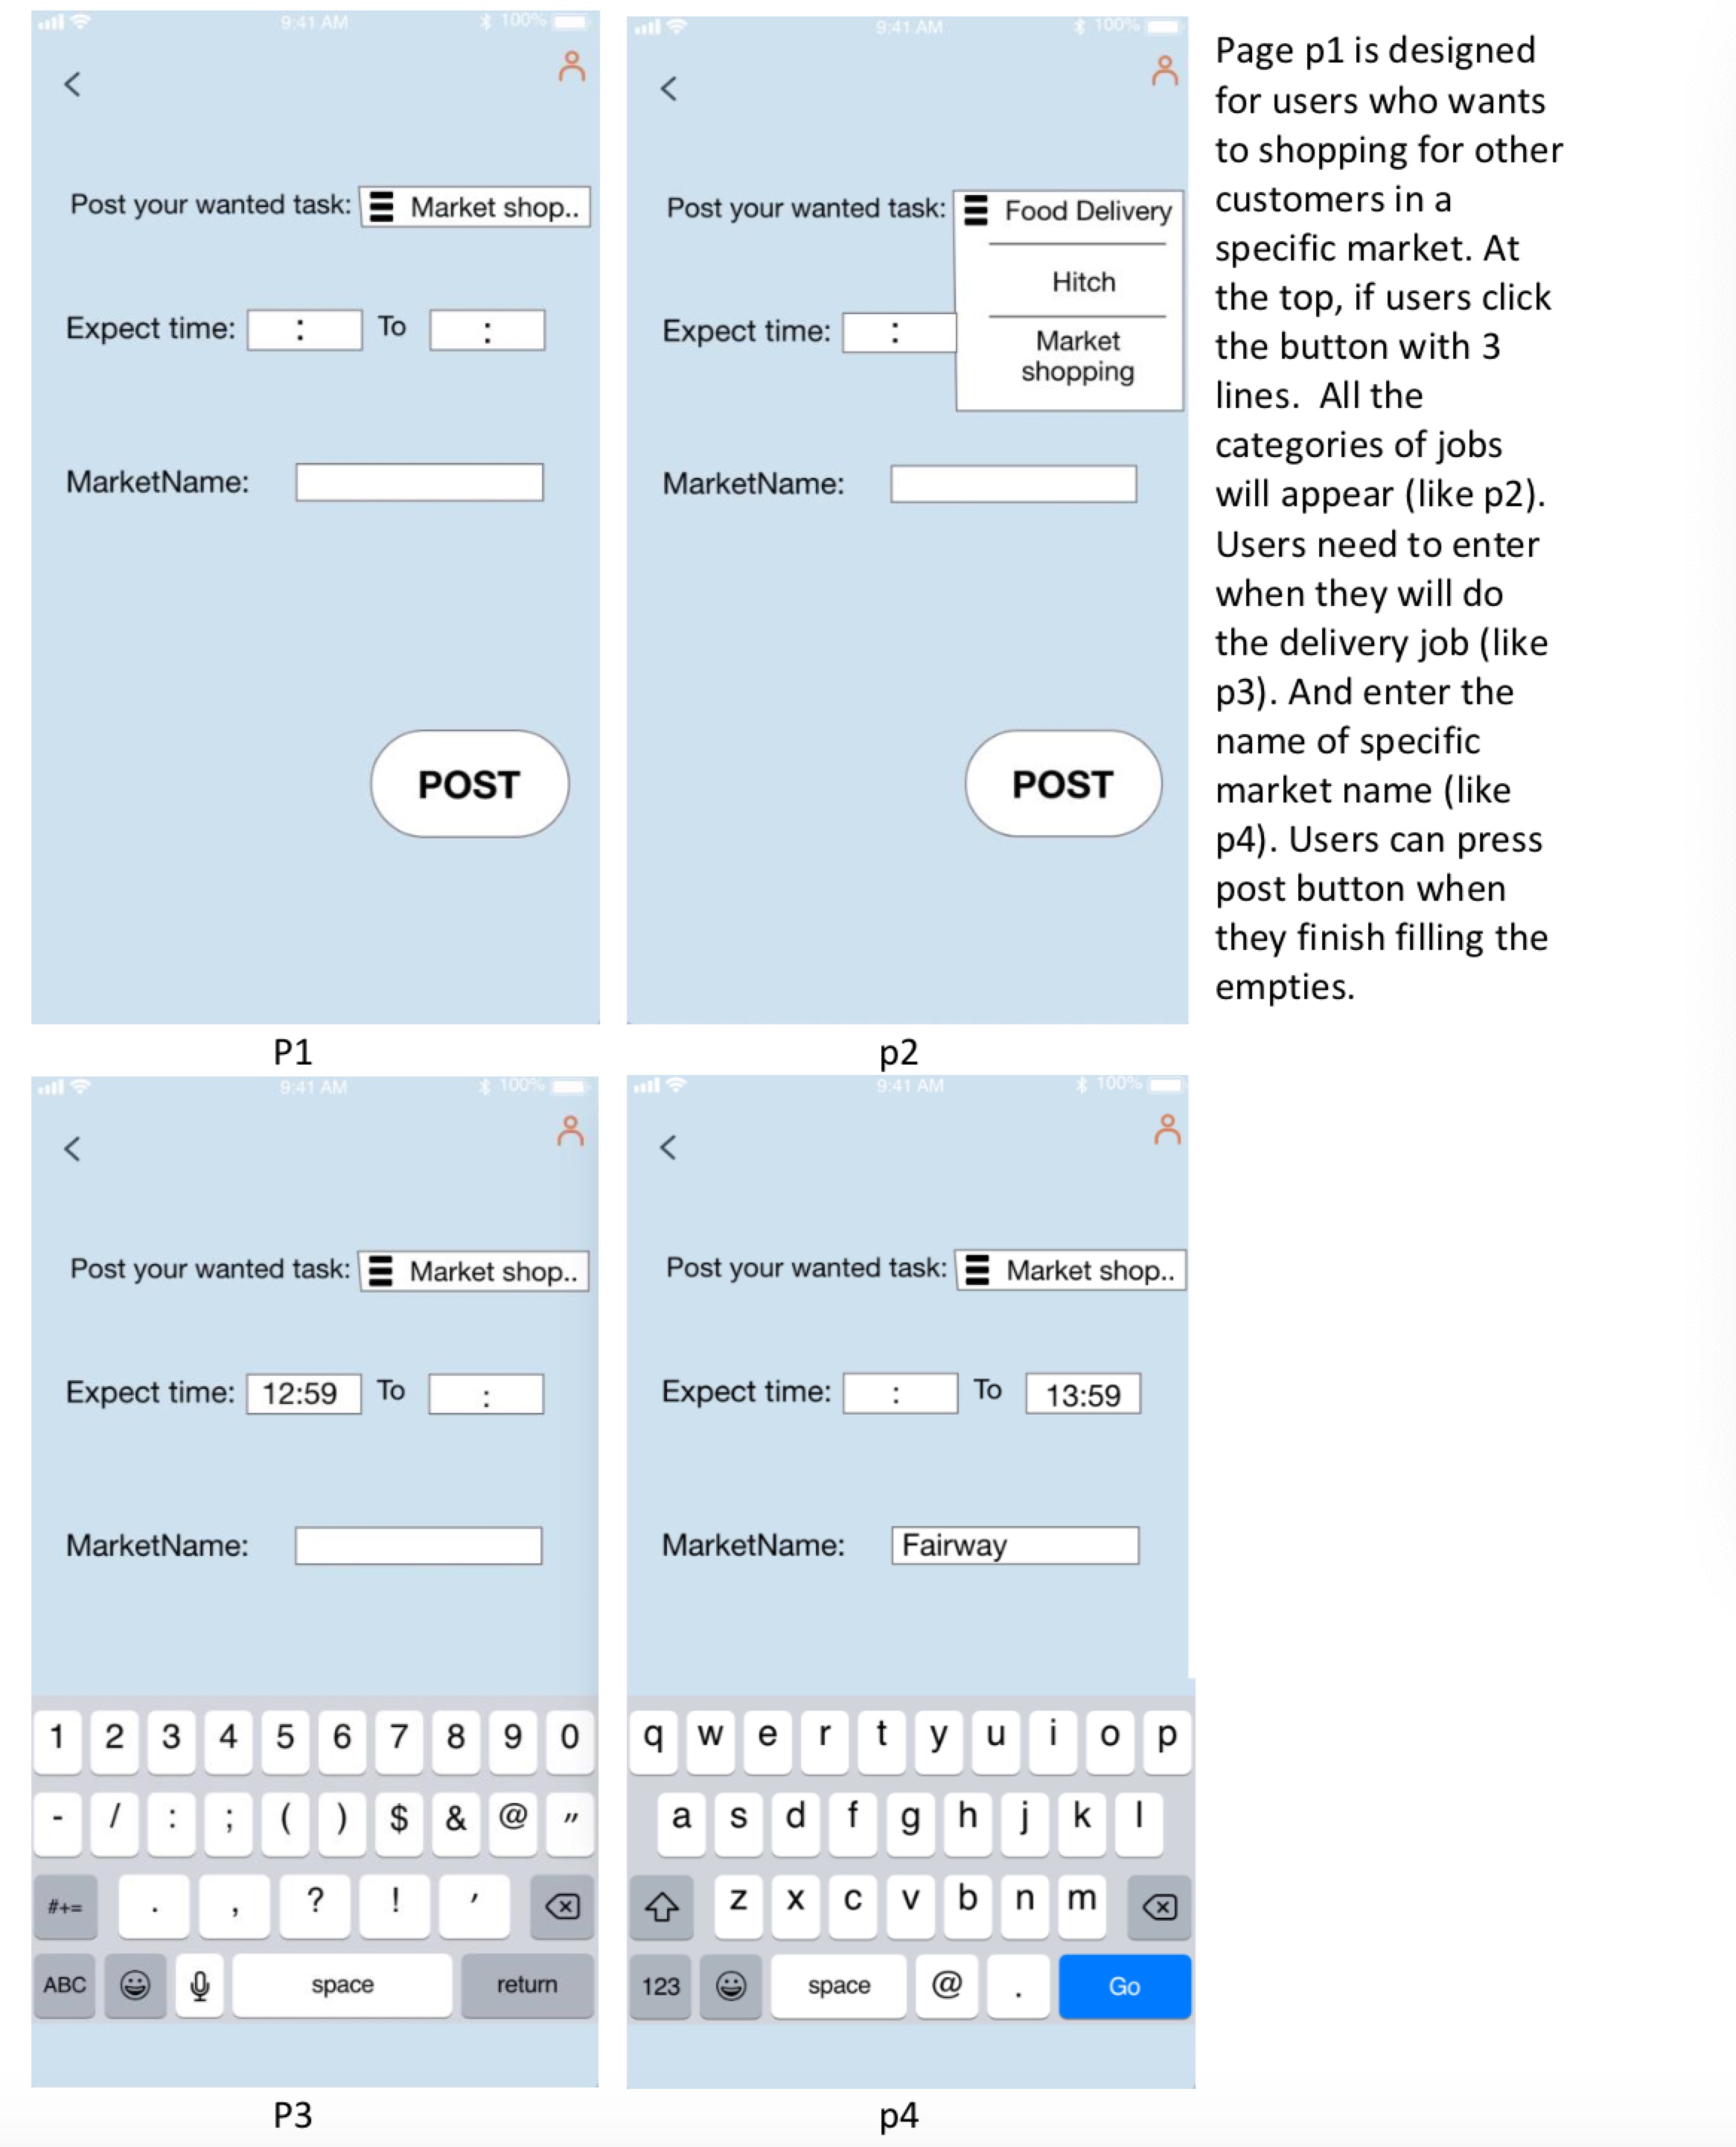 9:41 AM 100%
<
Post your wanted task: Market shop..
Expect time: : To :
MarketName:
POST
P1
9:41 AM 100%
<
Post your wanted task: Food Delivery
Hitch
Expect time: :
Market
shopping
MarketName:
POST
p2
Page p1 is designed
for users who wants
to shopping for other
customers in a
specific market. At
the top, if users click
the button with 3
lines.  All the
categories of jobs
will appear (like p2).
Users need to enter
when they will do
the delivery job (like
p3). And enter the
name of specific
market name (like
p4). Users can press
post button when
they finish filling the
empties.
9:41 AM 100%
<
Post your wanted task: Market shop..
Expect time: 12:59 To :
MarketName:
1 2 3 4 5 6 7 8 9 0
- / : ; ( ) $ & @ "
#+= . , ? ! '
ABC space return
P3
9:41 AM 100%
<
Post your wanted task: Market shop..
Expect time: : To 13:59
MarketName: Fairway
q w e r t y u i o p
a s d f g h j k l
z x c v b n m
123 space @ . Go
p4